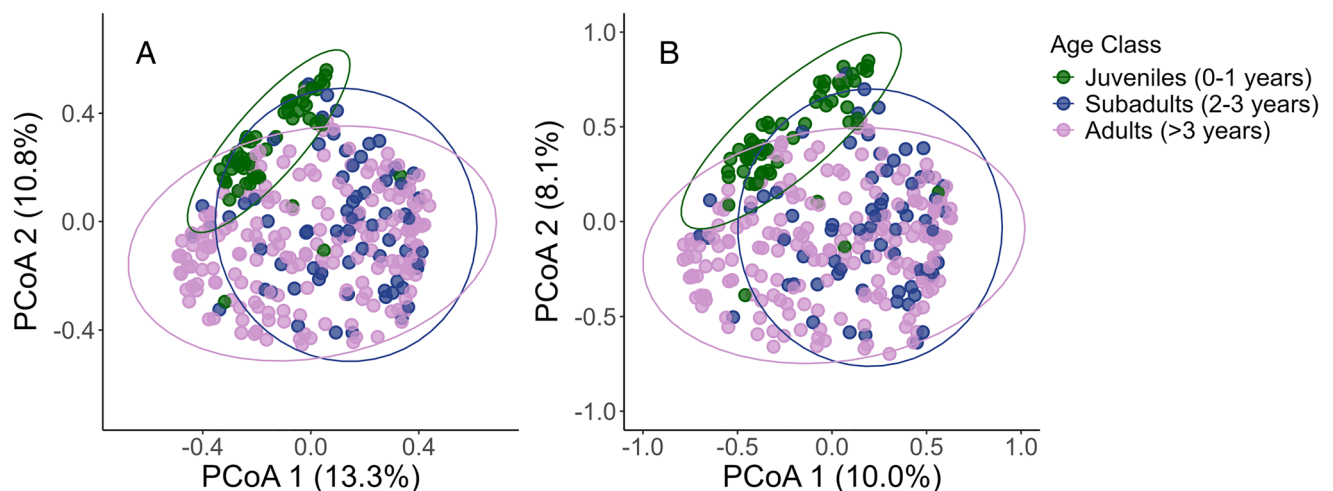 A
PCoA 2 (10.8%)
0.4
0.0
-0.4
-0.4
0.0
0.4
PCoA 1 (13.3%)
B
PCoA 2 (8.1%)
1.0
0.5
0.0
-0.5
-1.0
-1.0
-0.5
0.0
0.5
1.0
PCoA 1 (10.0%)
Age Class
Juveniles (0-1 years)
Subadults (2-3 years)
Adults (>3 years)